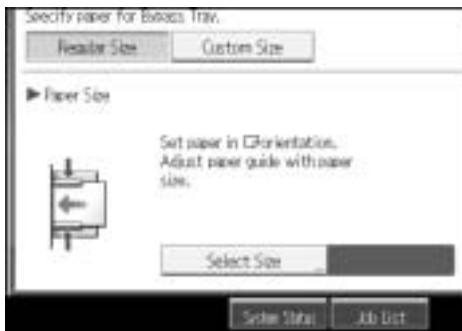 Specify paper for Bypass Tray.
Regular Size
Custom Size
▶ Paper Size
Set paper in orientation.
Adjust paper guide with paper
size.
Select Size
System Status
Job List